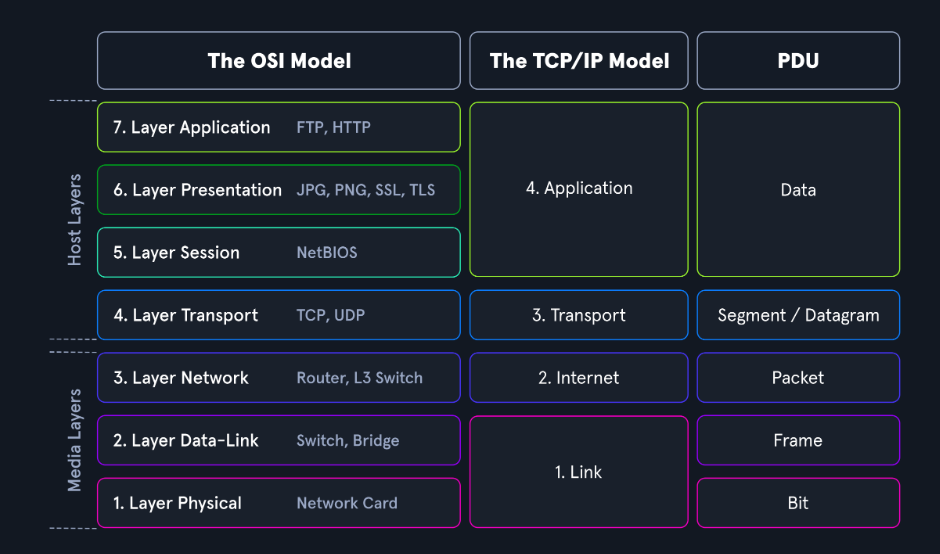 The OSI Model
The TCP/IP Model
PDU
Host Layers
7. Layer Application FTP, HTTP
6. Layer Presentation JPG, PNG, SSL, TLS
5. Layer Session NetBIOS
4. Application
Data
4. Layer Transport TCP, UDP
3. Transport
Segment / Datagram
Media Layers
3. Layer Network Router, L3 Switch
2. Internet
Packet
2. Layer Data-Link Switch, Bridge
Frame
1. Layer Physical Network Card
1. Link
Bit